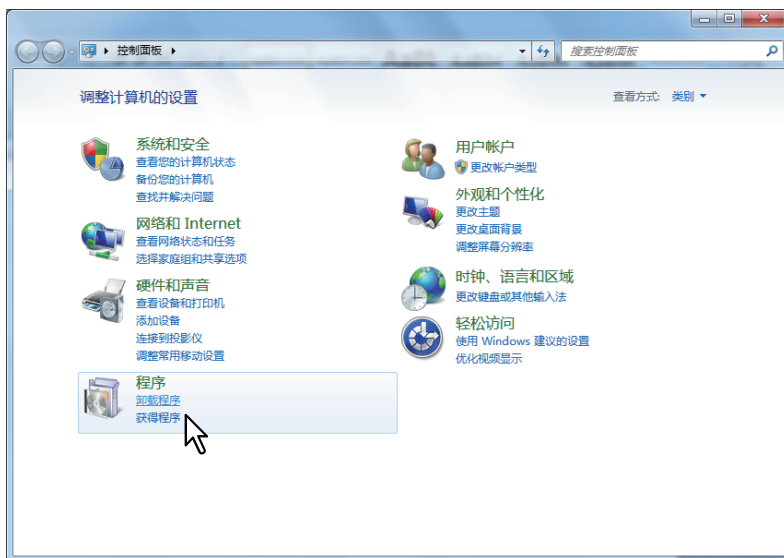 控制面板
搜索控制面板
调整计算机的设置
查看方式: 类别
系统和安全
查看您的计算机状态
备份您的计算机
查找并解决问题
网络和 Internet
查看网络状态和任务
选择家庭组和共享选项
硬件和声音
查看设备和打印机
添加设备
连接到投影仪
调整常用移动设置
程序
卸载程序
获得程序
用户帐户
更改帐户类型
外观和个性化
更改主题
更改桌面背景
调整屏幕分辨率
时钟、语言和区域
更改键盘或其他输入法
轻松访问
使用 Windows 建议的设置
优化视频显示